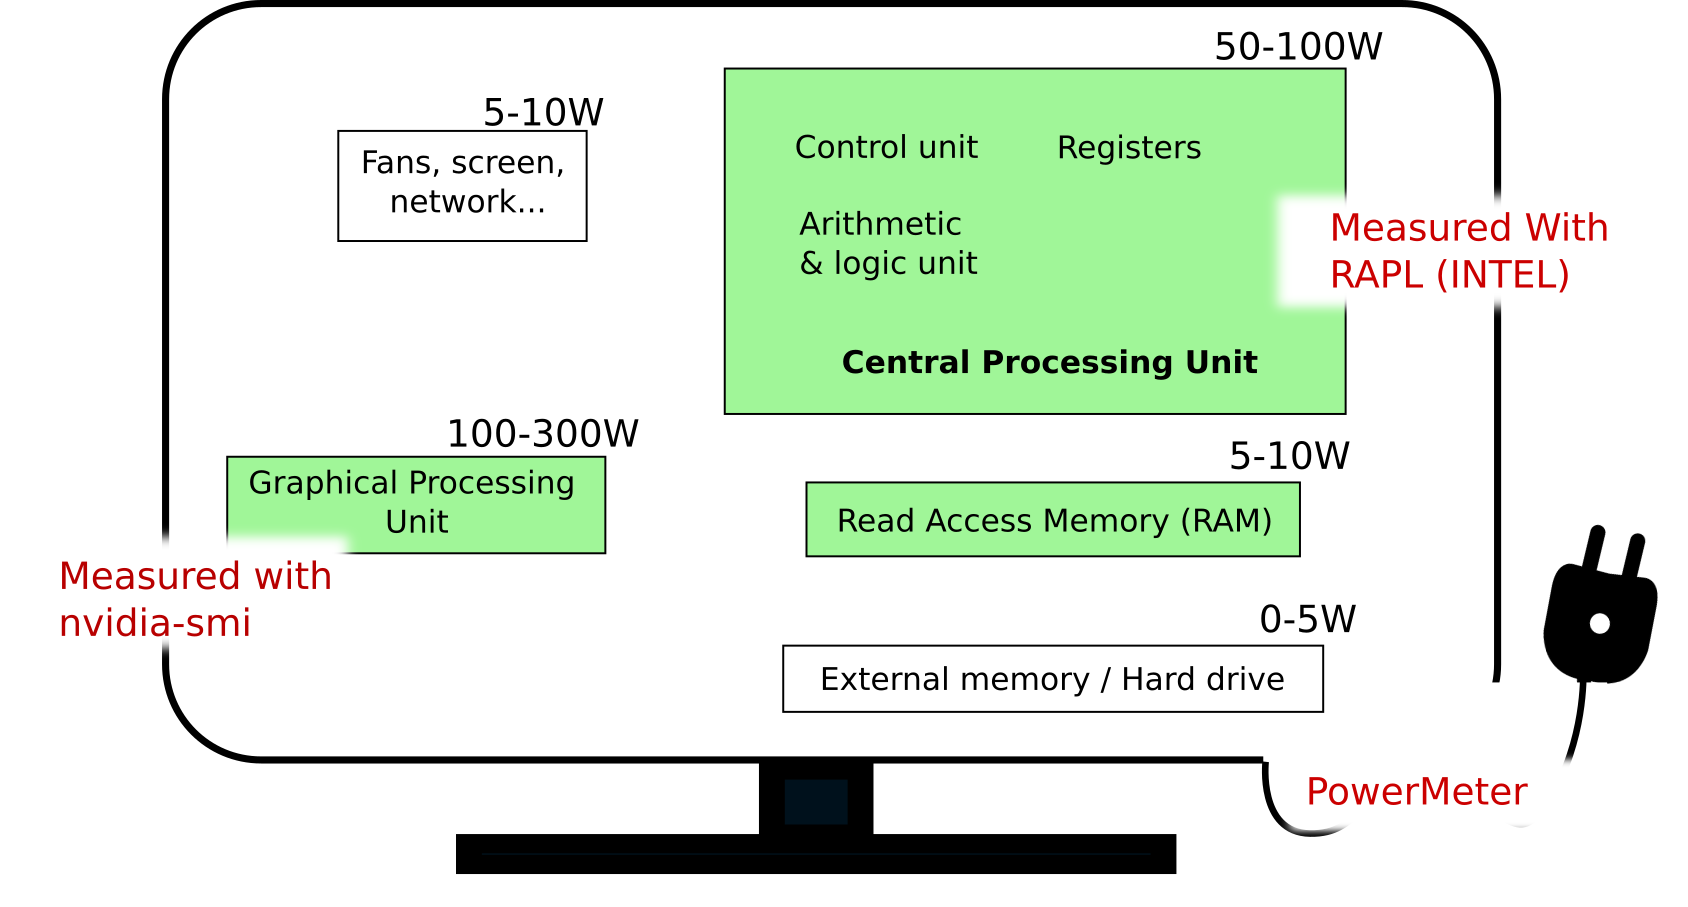 50-100W
5-10W
Fans, screen,
network...
Control unit
Registers
Arithmetic
& logic unit
Measured With
RAPL (INTEL)
Central Processing Unit
100-300W
Graphical Processing
Unit
Measured with
nvidia-smi
5-10W
Read Access Memory (RAM)
0-5W
External memory / Hard drive
PowerMeter